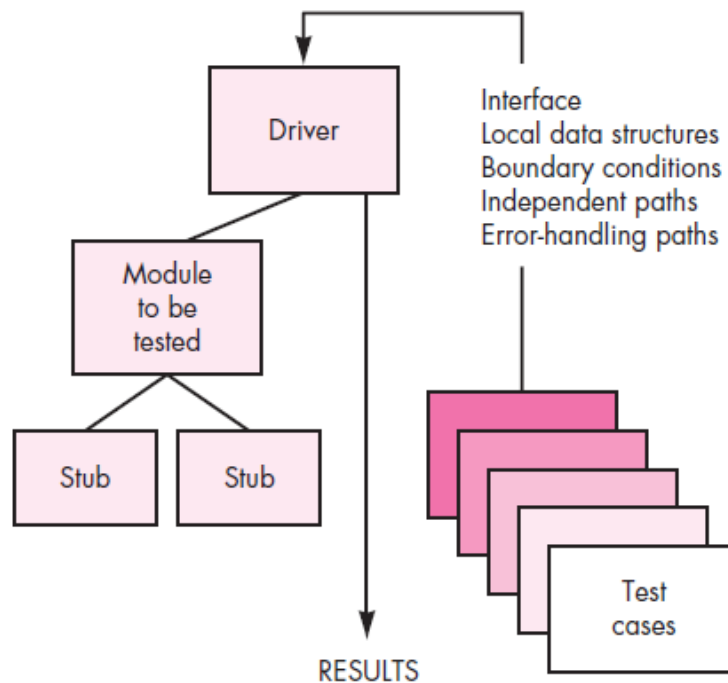 Driver
Interface
Local data structures
Boundary conditions
Independent paths
Error-handling paths
Module
to be
tested
Stub
Stub
Test
cases
RESULTS